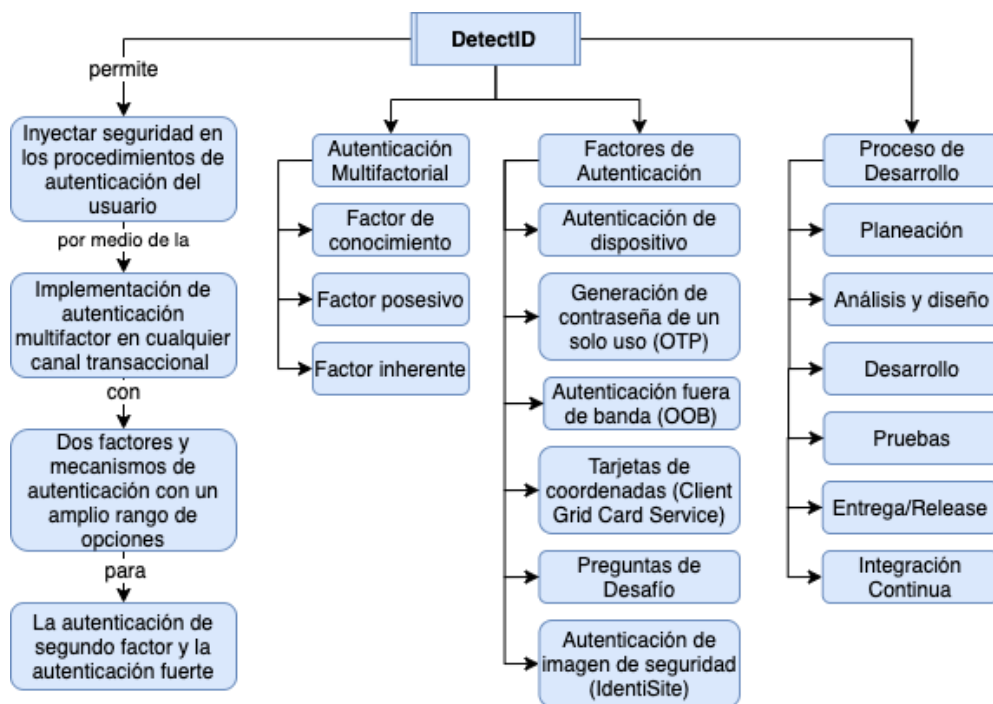 DetectID
permite
Inyectar seguridad en
los procedimientos de
autenticación del
usuario
por medio de la
Implementación de
autenticación
multifactor en cualquier
canal transaccional
con
Dos factores y
mecanismos de
autenticación con un
amplio rango de
opciones
para
La autenticación de
segundo factor y la
autenticación fuerte
Autenticación
Multifactorial
Factor de
conocimiento
Factor posesivo
Factor inherente
Factores de
Autenticación
Autenticación de
dispositivo
Generación de
contraseña de un
solo uso (OTP)
Autenticación fuera
de banda (OOB)
Tarjetas de
coordenadas (Client
Grid Card Service)
Preguntas de
Desafío
Autenticación de
imagen de seguridad
(IdentiSite)
Proceso de
Desarrollo
Planeación
Análisis y diseño
Desarrollo
Pruebas
Entrega/Release
Integración
Continua